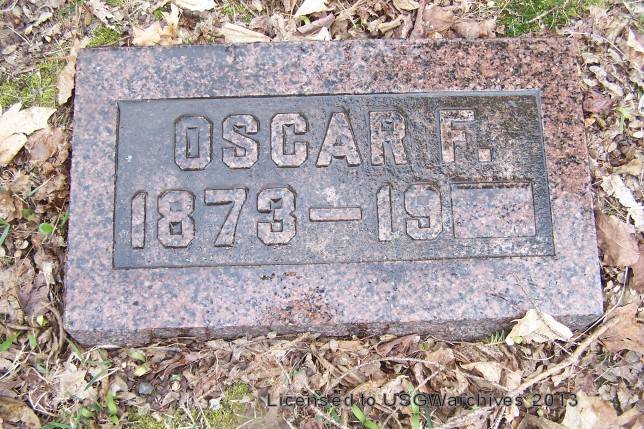 OSCAR F.
1873–19
Licensed to USGWarchives 2013